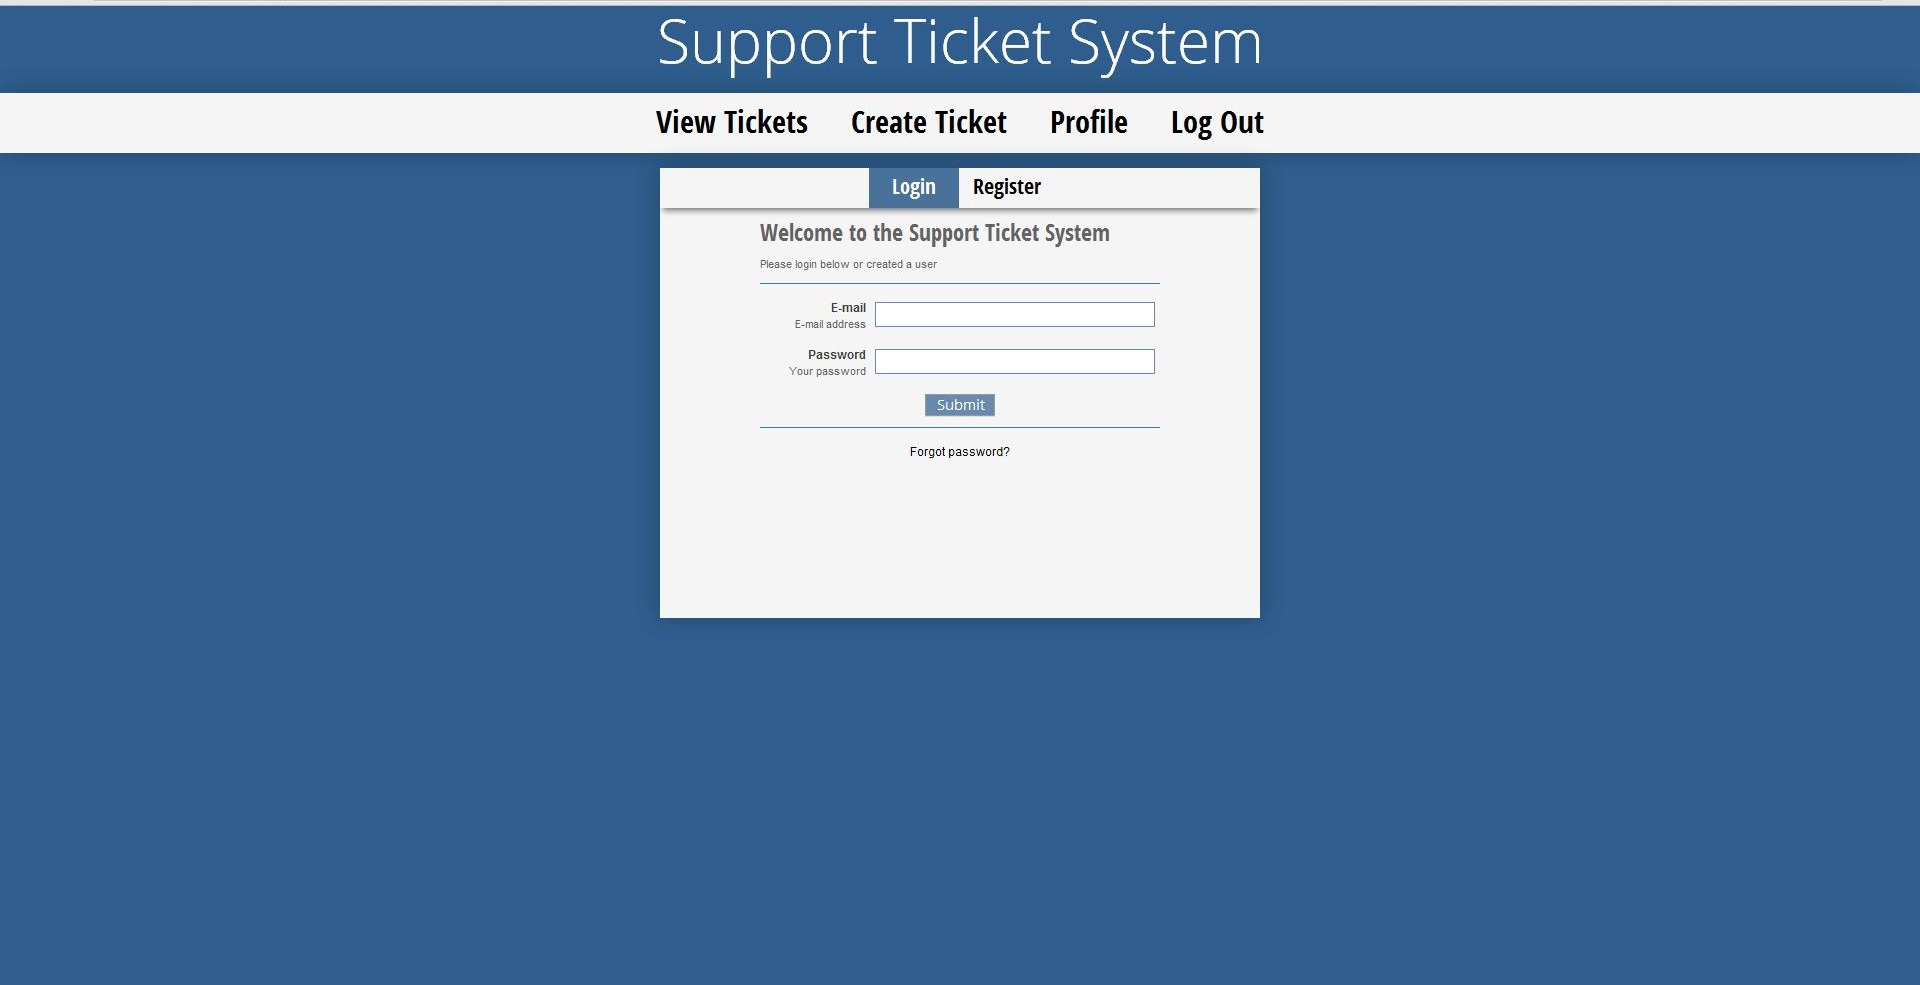 Support Ticket System
View Tickets Create Ticket Profile Log Out
Login Register
Welcome to the Support Ticket System
Please login below or created a user
E-mail
E-mail address
Password
Your password
Submit
Forgot password?